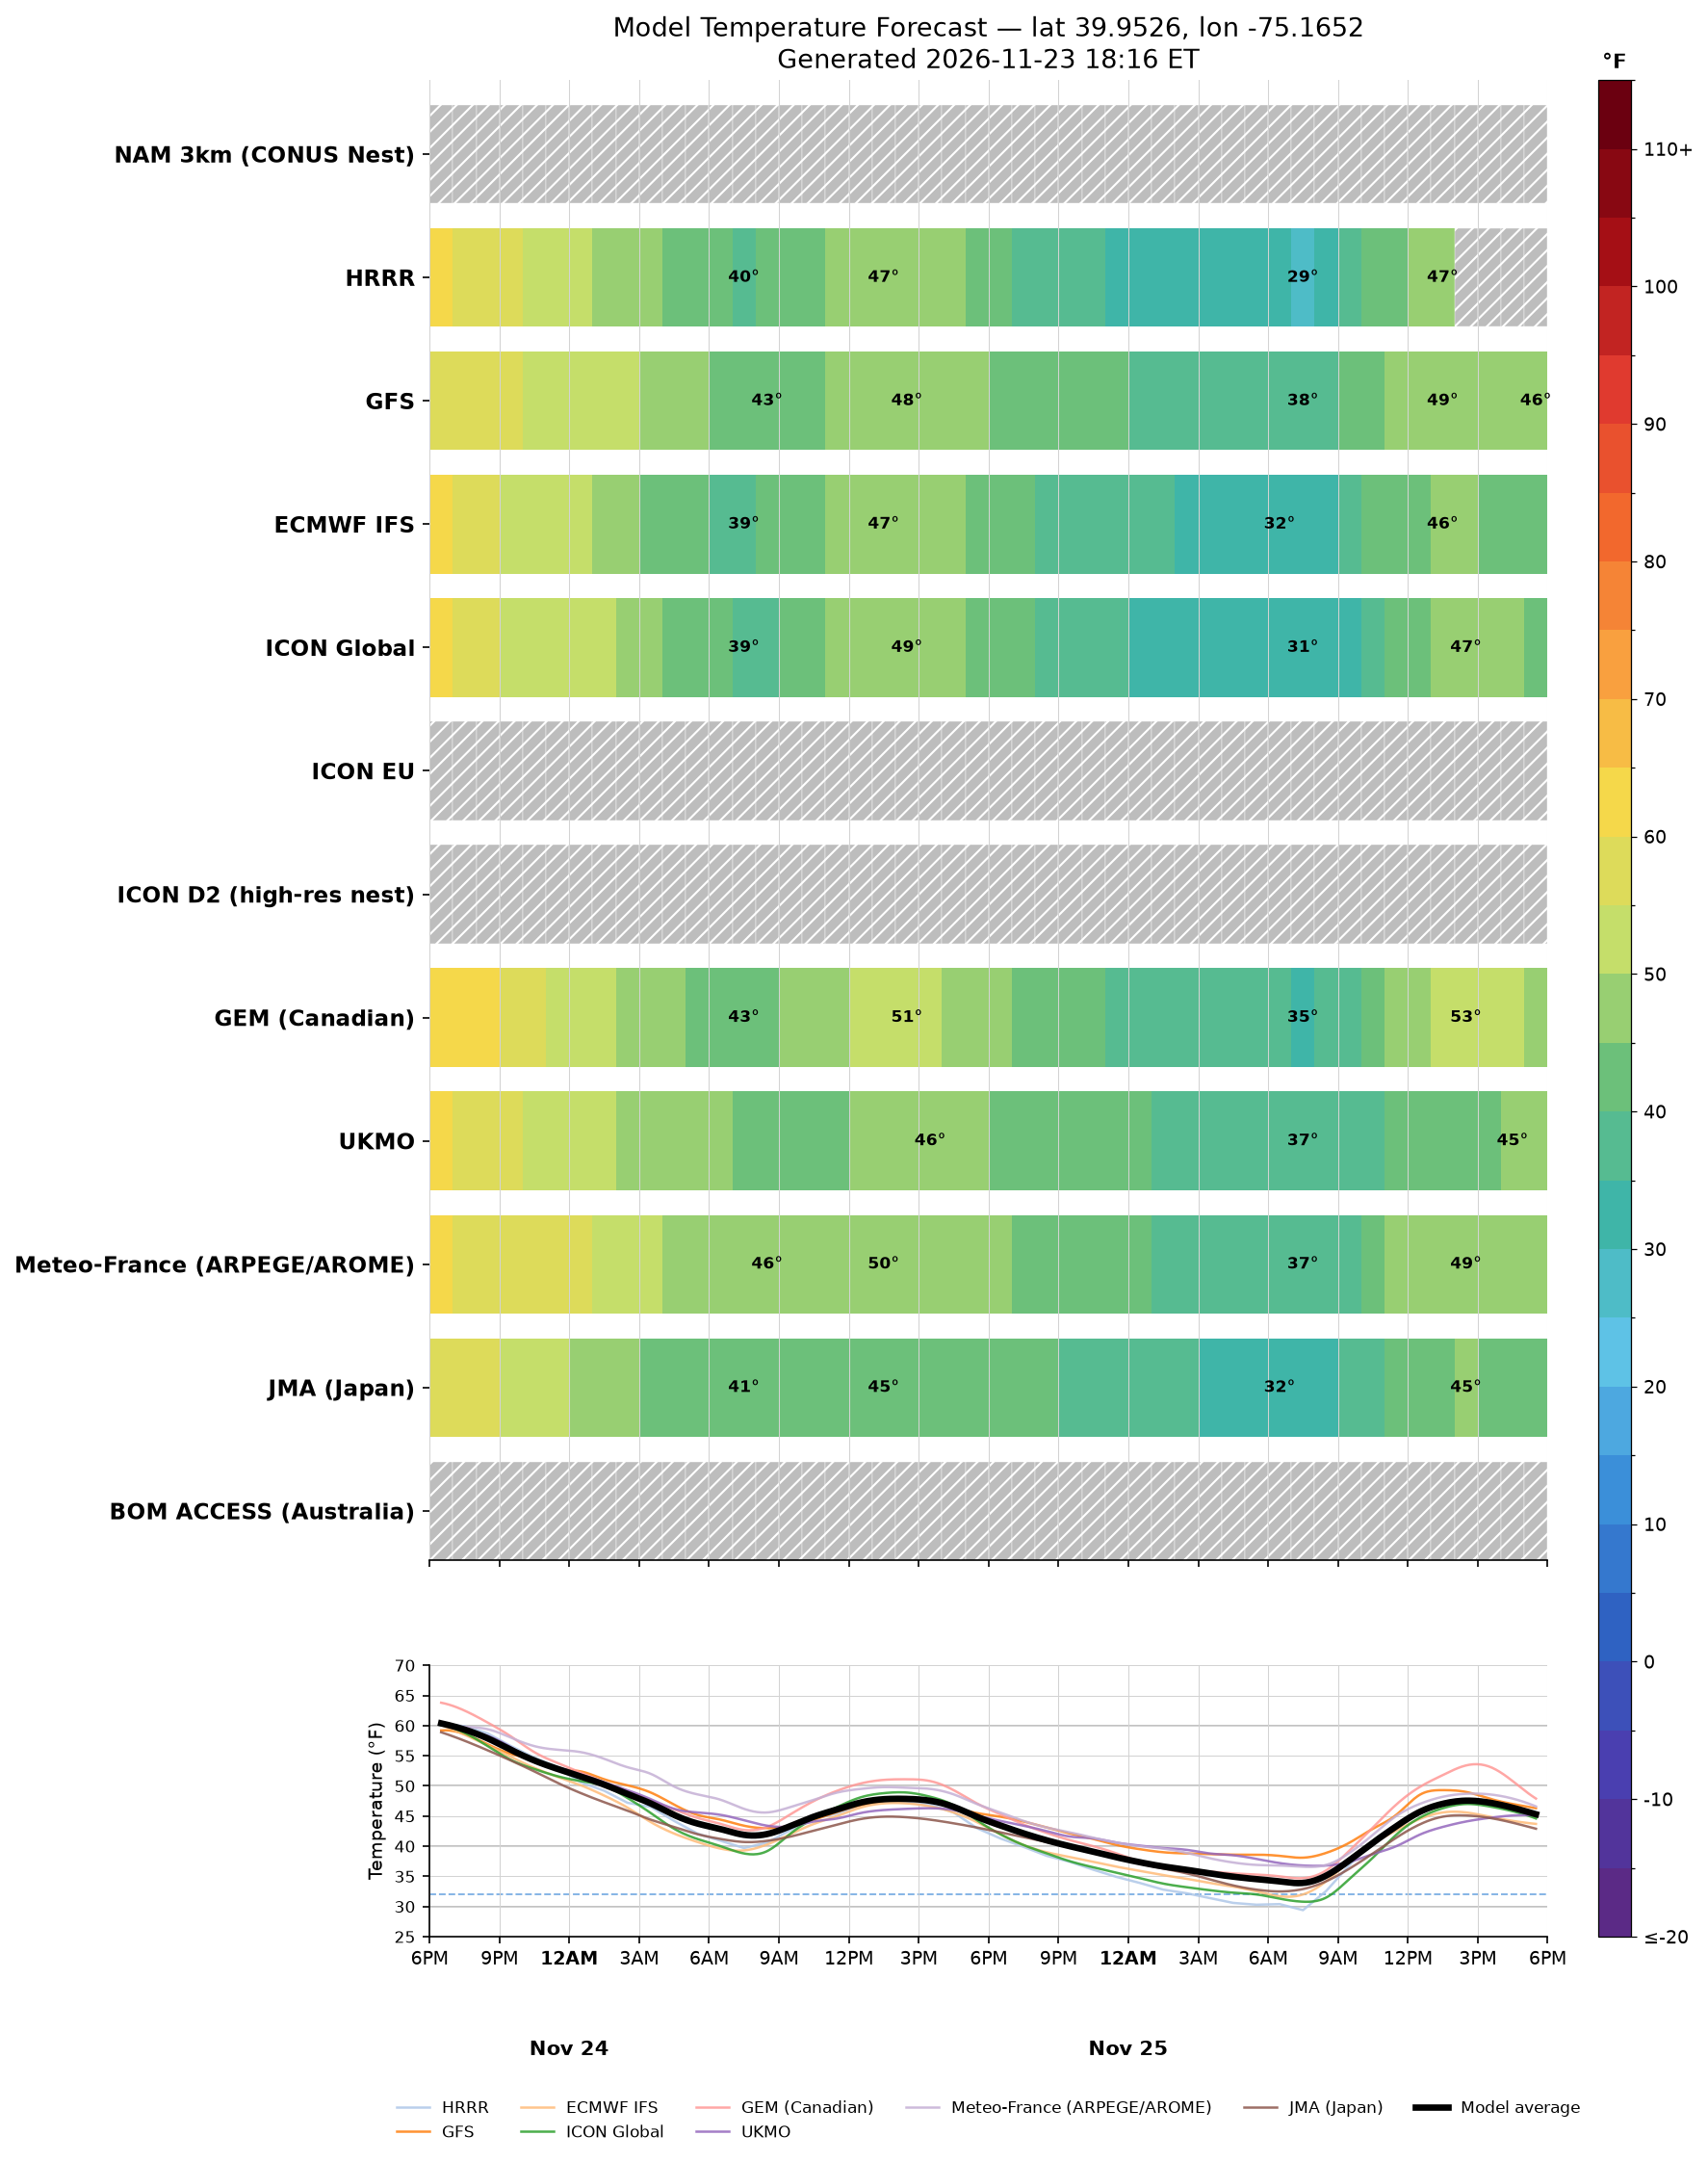 Model Temperature Forecast — lat 39.9526, lon -75.1652
Generated 2026-11-23 18:16 ET
°F
NAM 3km (CONUS Nest)
HRRR 40° 47° 29° 47°
GFS 43° 48° 38° 49° 46°
ECMWF IFS 39° 47° 32° 46°
ICON Global 39° 49° 31° 47°
ICON EU
ICON D2 (high-res nest)
GEM (Canadian) 43° 51° 35° 53°
UKMO 46° 37° 45°
Meteo-France (ARPEGE/AROME) 46° 50° 37° 49°
JMA (Japan) 41° 45° 32° 45°
BOM ACCESS (Australia)
110+
100
90
80
70
60
50
40
30
20
10
0
-10
≤-20
Temperature (°F)
70
65
60
55
50
45
40
35
30
25
6PM 9PM 12AM 3AM 6AM 9AM 12PM 3PM 6PM 9PM 12AM 3AM 6AM 9AM 12PM 3PM 6PM
Nov 24 Nov 25
HRRR ECMWF IFS GEM (Canadian) Meteo-France (ARPEGE/AROME) JMA (Japan) Model average
GFS ICON Global UKMO